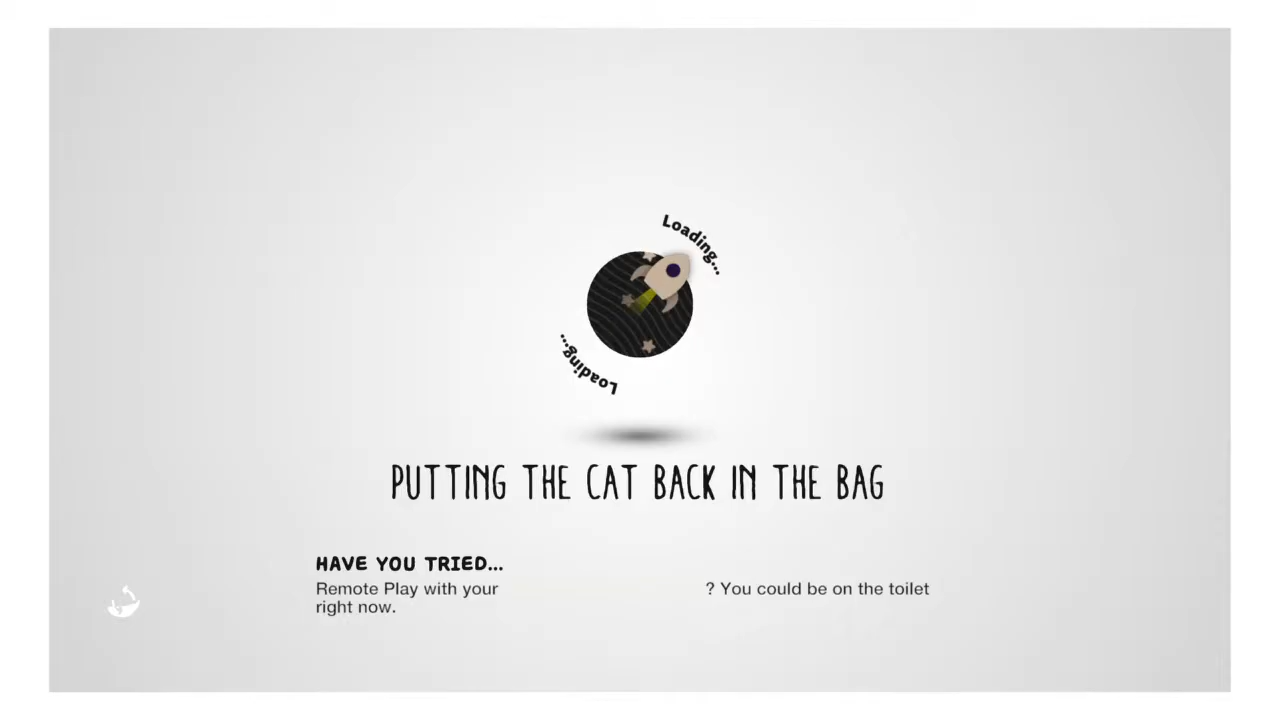 Loading...
Loading...
PUTTING THE CAT BACK IN THE BAG
HAVE YOU TRIED...
Remote Play with your ? You could be on the toilet
right now.